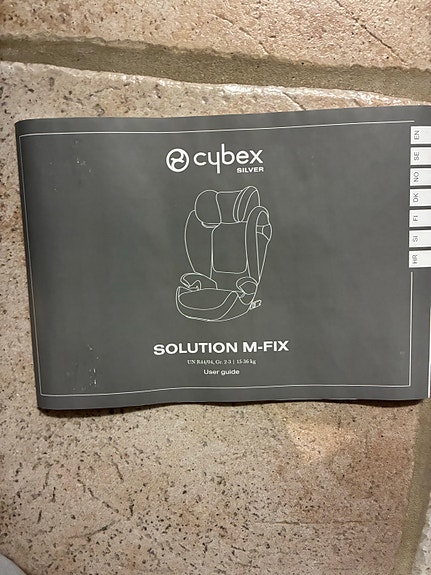 cybex
SILVER
SOLUTION M-FIX
UN R44/04, Gr. 2-3 | 15-36 kg
User guide
EN
SE
NO
DK
FI
SI
HR